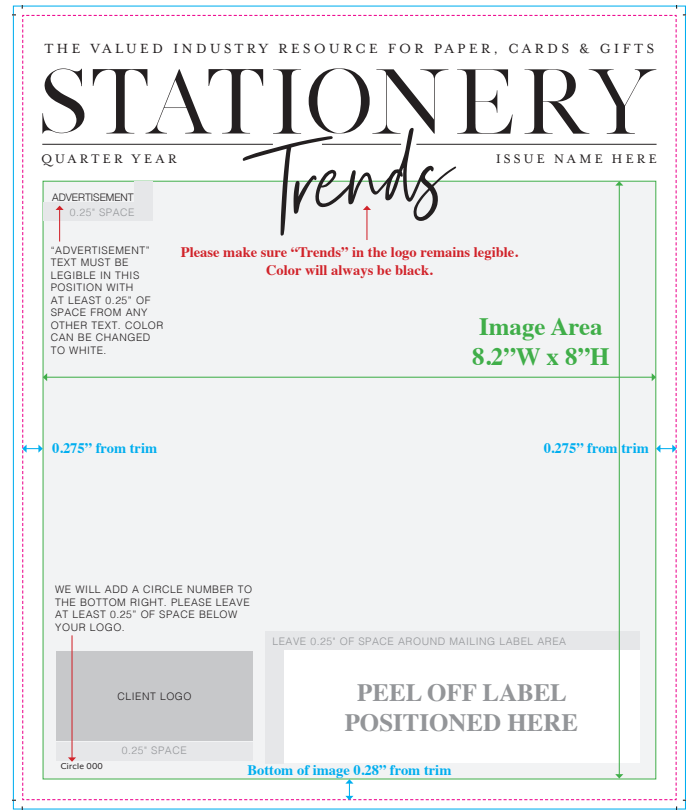 THE VALUED INDUSTRY RESOURCE FOR PAPER, CARDS & GIFTS
STATIONERY
QUARTER YEAR
Trends
ISSUE NAME HERE
ADVERTISEMENT
0.25" SPACE
“ADVERTISEMENT”
TEXT MUST BE
LEGIBLE IN THIS
POSITION WITH
AT LEAST 0.25" OF
SPACE FROM ANY
OTHER TEXT. COLOR
CAN BE CHANGED
TO WHITE.
Please make sure “Trends” in the logo remains legible.
Color will always be black.
Image Area
8.2”W x 8”H
0.275” from trim
0.275” from trim
WE WILL ADD A CIRCLE NUMBER TO
THE BOTTOM RIGHT. PLEASE LEAVE
AT LEAST 0.25" OF SPACE BELOW
YOUR LOGO.
CLIENT LOGO
0.25" SPACE
Circle 000
LEAVE 0.25" OF SPACE AROUND MAILING LABEL AREA
PEEL OFF LABEL
POSITIONED HERE
Bottom of image 0.28” from trim